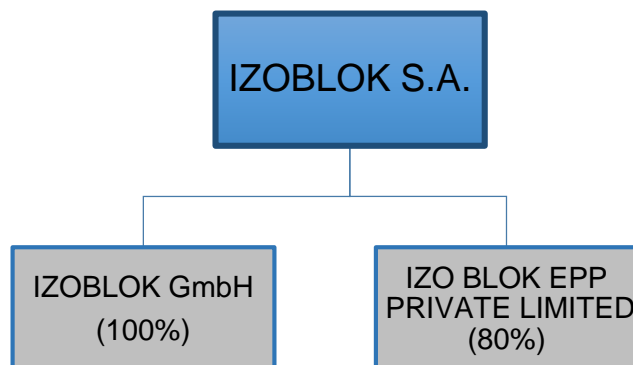 IZOBLOK S.A.
IZOBLOK GmbH
(100%)
IZO BLOK EPP
PRIVATE LIMITED
(80%)